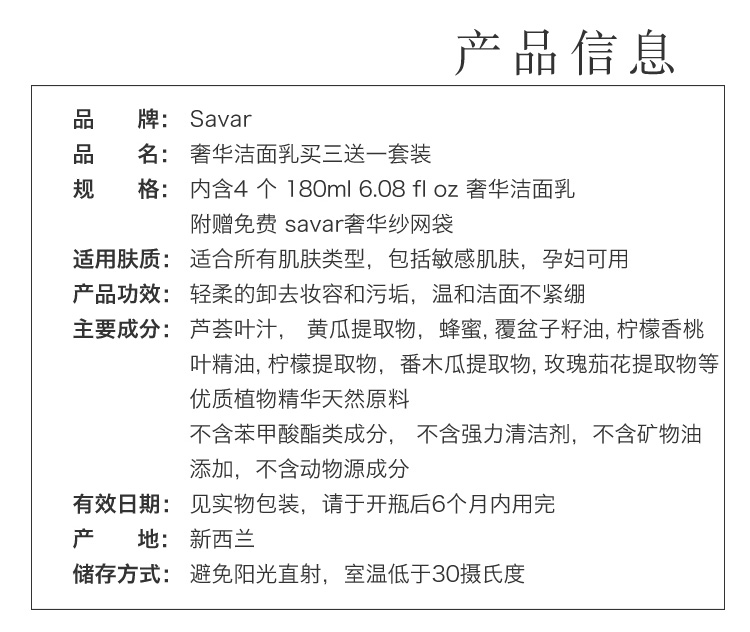 产品信息
品　　牌： Savar
品　　名： 奢华洁面乳买三送一套装
规　　格： 内含4 个 180ml 6.08 fl oz 奢华洁面乳
附赠免费 savar奢华纱网袋
适用肤质： 适合所有肌肤类型，包括敏感肌肤，孕妇可用
产品功效： 轻柔的卸去妆容和污垢，温和洁面不紧绷
主要成分： 芦荟叶汁， 黄瓜提取物，蜂蜜, 覆盆子籽油, 柠檬香桃
叶精油, 柠檬提取物，番木瓜提取物, 玫瑰茄花提取物等
优质植物精华天然原料
不含苯甲酸酯类成分， 不含强力清洁剂，不含矿物油
添加，不含动物源成分
有效日期： 见实物包装，请于开瓶后6个月内用完
产　　地： 新西兰
储存方式： 避免阳光直射，室温低于30摄氏度